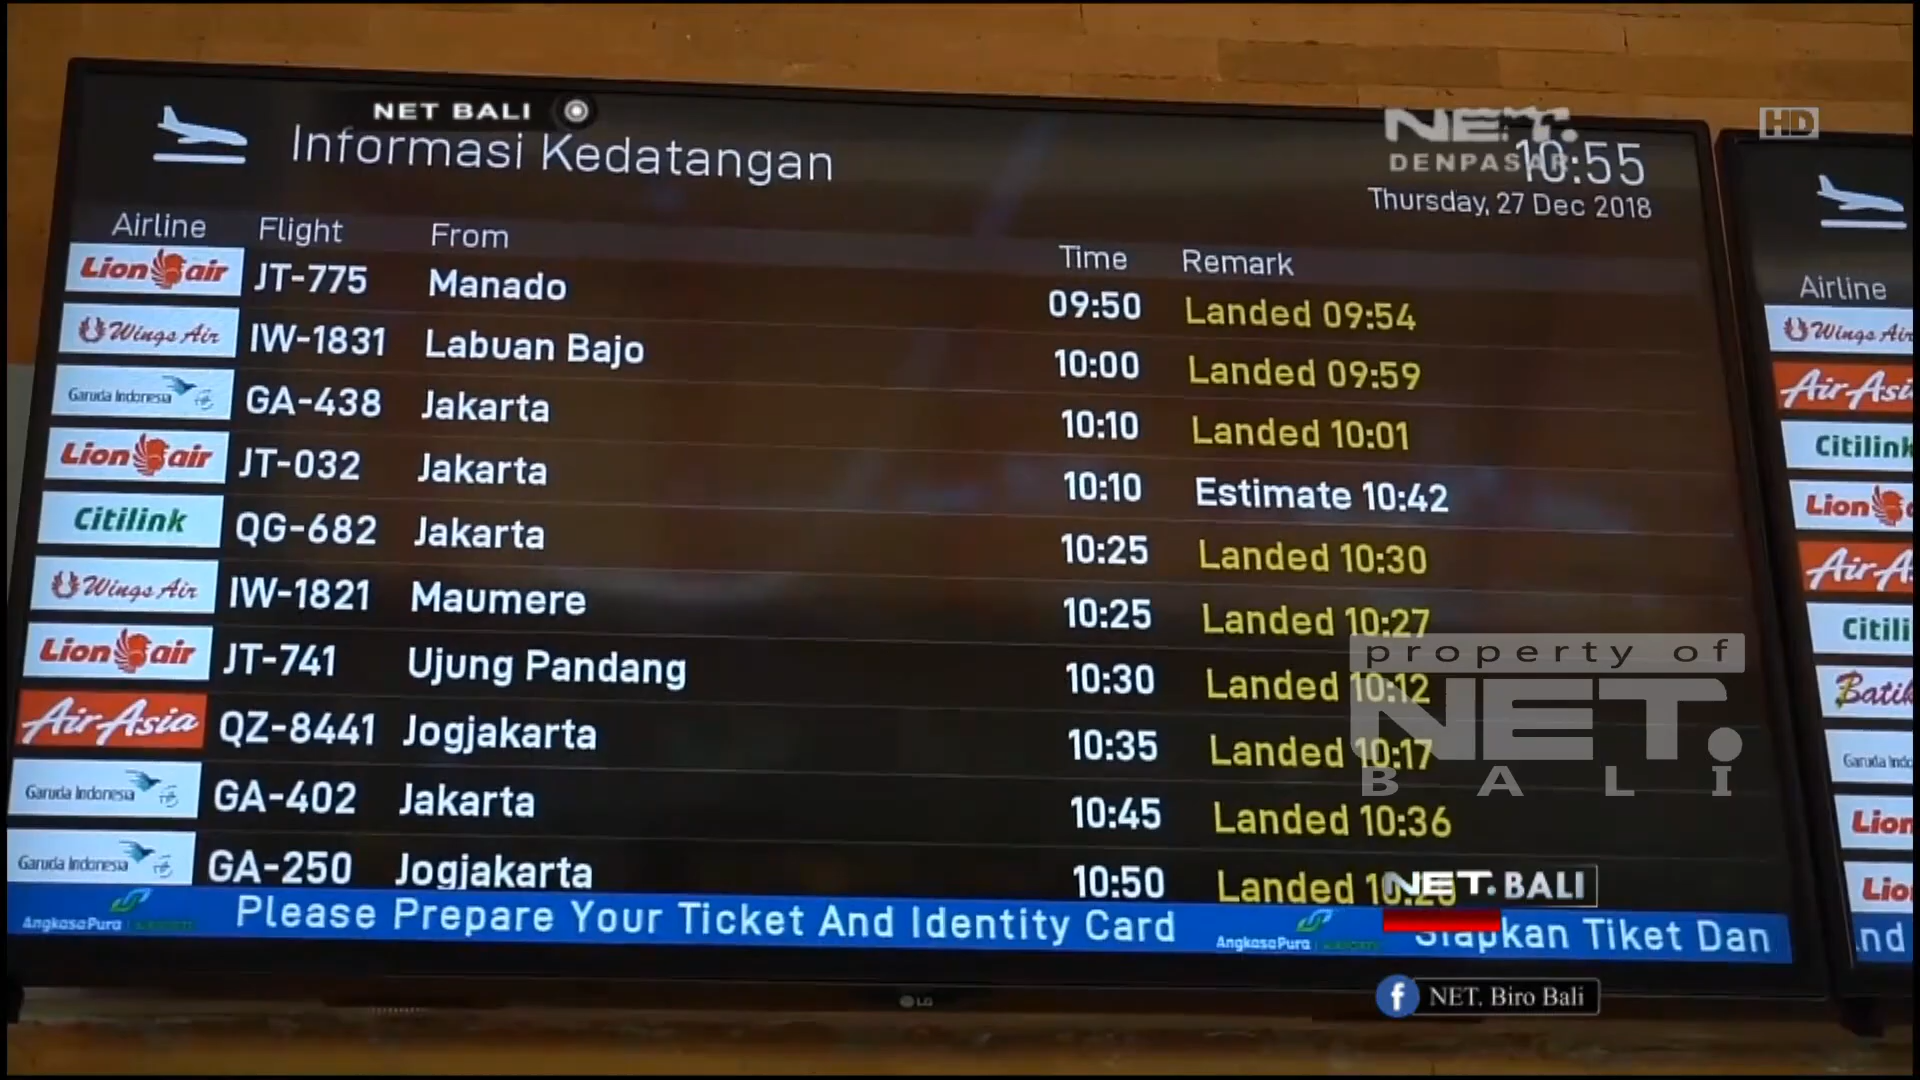 NET BALI
NET.
DENPASAR
HD
Informasi Kedatangan
10:55
Thursday, 27 Dec 2018
Airline Flight From Time Remark
Lion air JT-775 Manado 09:50 Landed 09:54
Wings Air IW-1831 Labuan Bajo 10:00 Landed 09:59
Garuda Indonesia GA-438 Jakarta 10:10 Landed 10:01
Lion air JT-032 Jakarta 10:10 Estimate 10:42
Citilink QG-682 Jakarta 10:25 Landed 10:30
Wings Air IW-1821 Maumere 10:25 Landed 10:27
Lion air JT-741 Ujung Pandang 10:30 Landed 10:12
AirAsia QZ-8441 Jogjakarta 10:35 Landed 10:17
Garuda Indonesia GA-402 Jakarta 10:45 Landed 10:36
Garuda Indonesia GA-250 Jogjakarta 10:50 Landed
AngkasaPura Please Prepare Your Ticket And Identity Card AngkasaPura Siapkan Tiket Dan
LG
Airline
Wings Air
AirAsi
Citilink
Lion
AirA
Citili
Batik
Garuda Indo
Lion
Lio
nd
property of
NET.
BALI
NET. BALI
f NET. Biro Bali